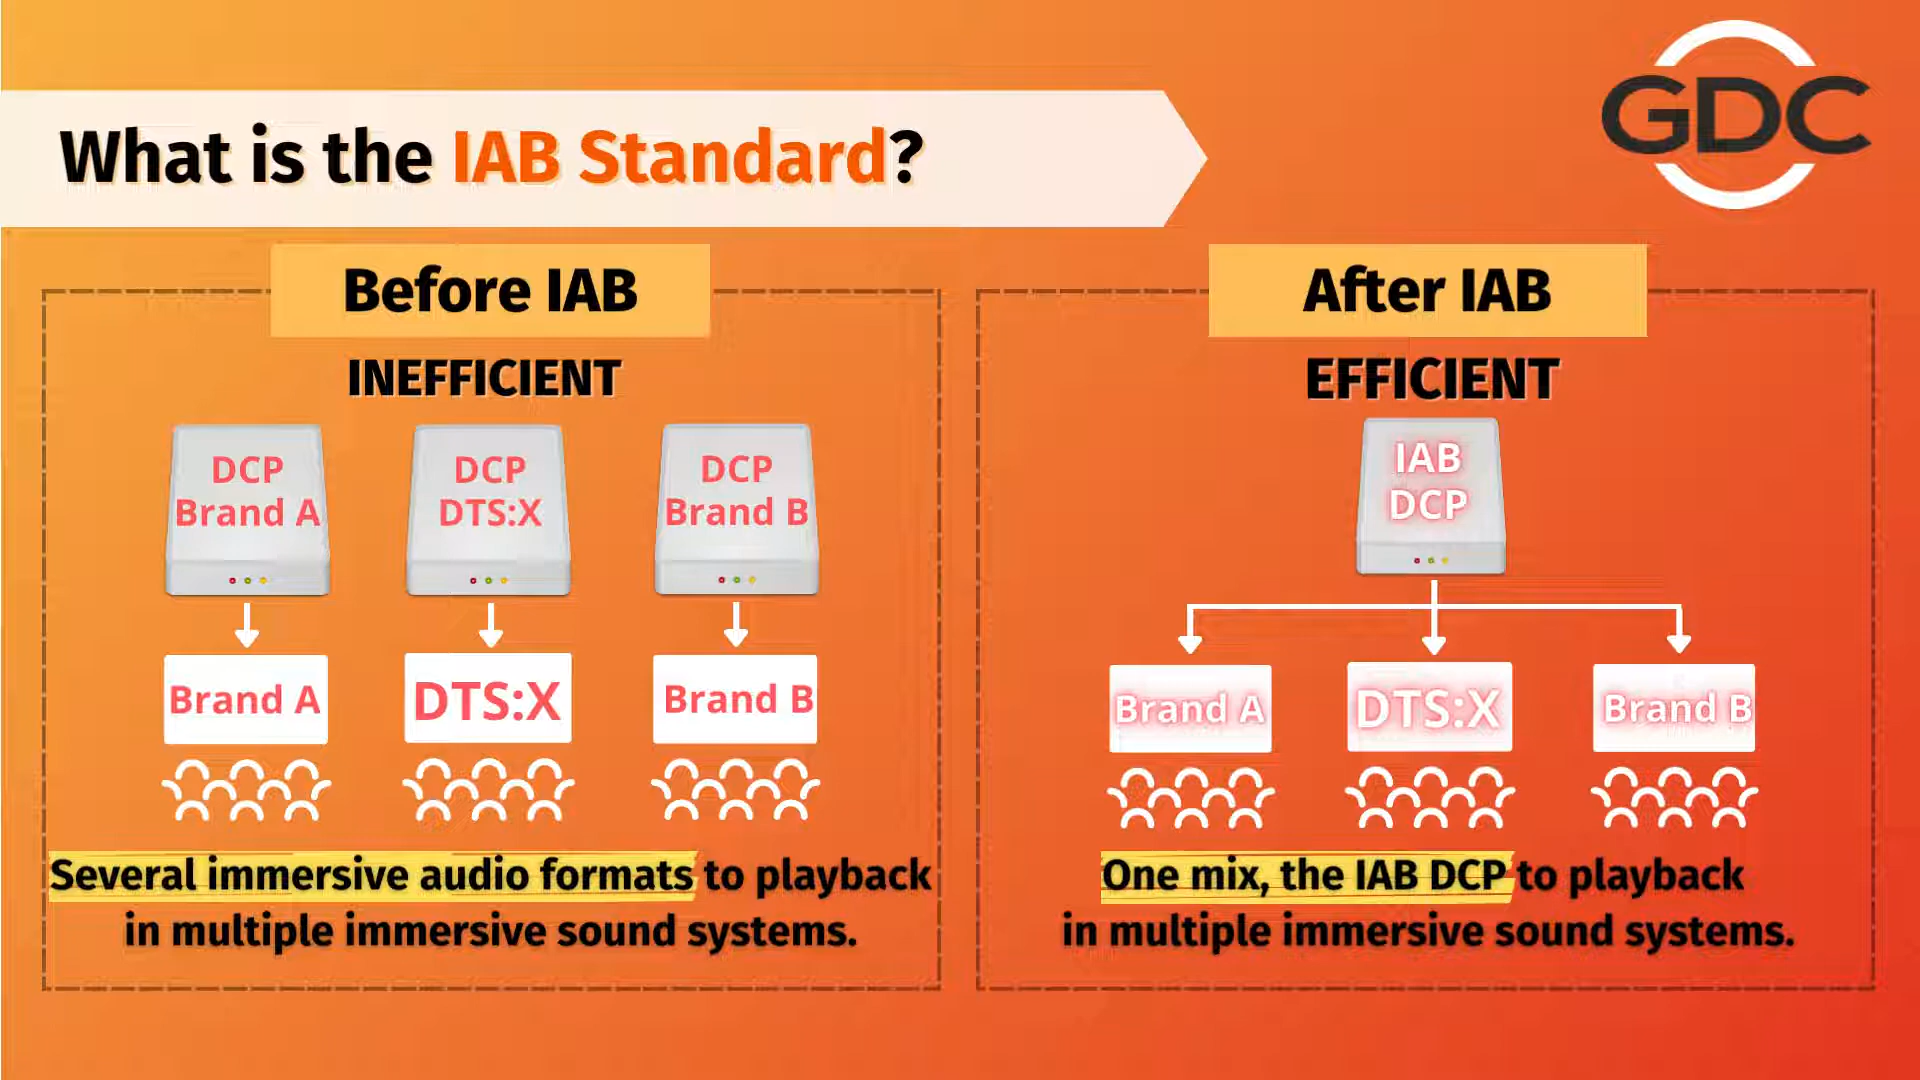 GDC
What is the IAB Standard?
Before IAB
INEFFICIENT
DCP
Brand A
DCP
DTS:X
DCP
Brand B
Brand A
DTS:X
Brand B
Several immersive audio formats to playback
in multiple immersive sound systems.
After IAB
EFFICIENT
IAB
DCP
Brand A
DTS:X
Brand B
One mix, the IAB DCP to playback
in multiple immersive sound systems.